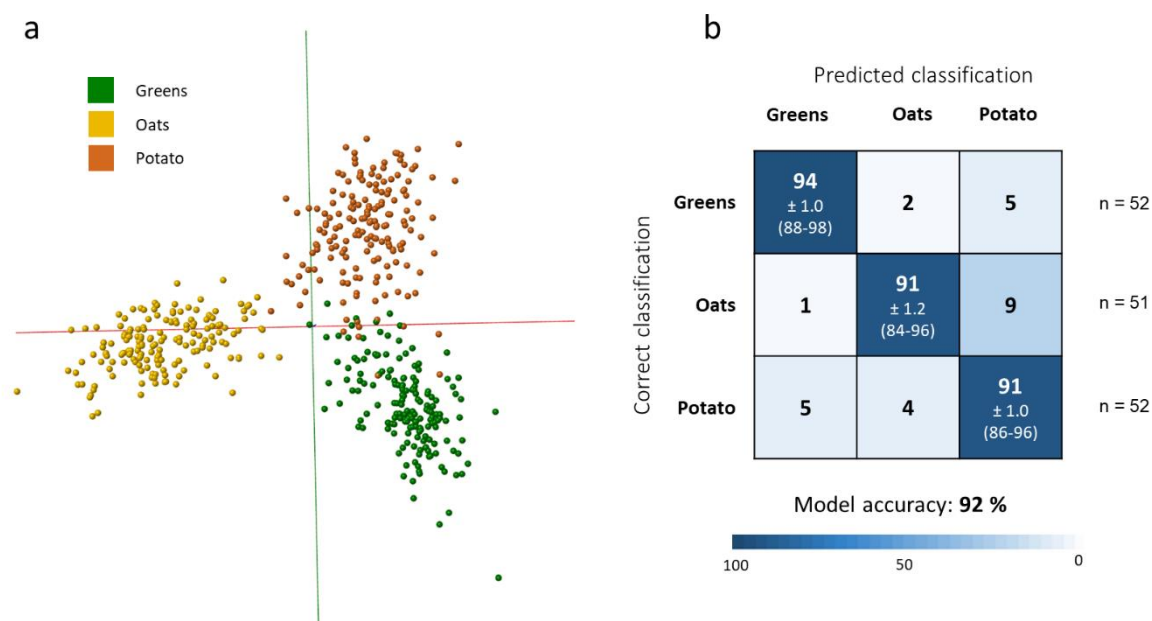 a
Greens
Oats
Potato
b
Predicted classification
Greens Oats Potato
Correct classification
Greens
94
± 1.0
(88-98)
2
5
n = 52
Oats
1
91
± 1.2
(84-96)
9
n = 51
Potato
5
4
91
± 1.0
(86-96)
n = 52
Model accuracy: 92 %
100 50 0